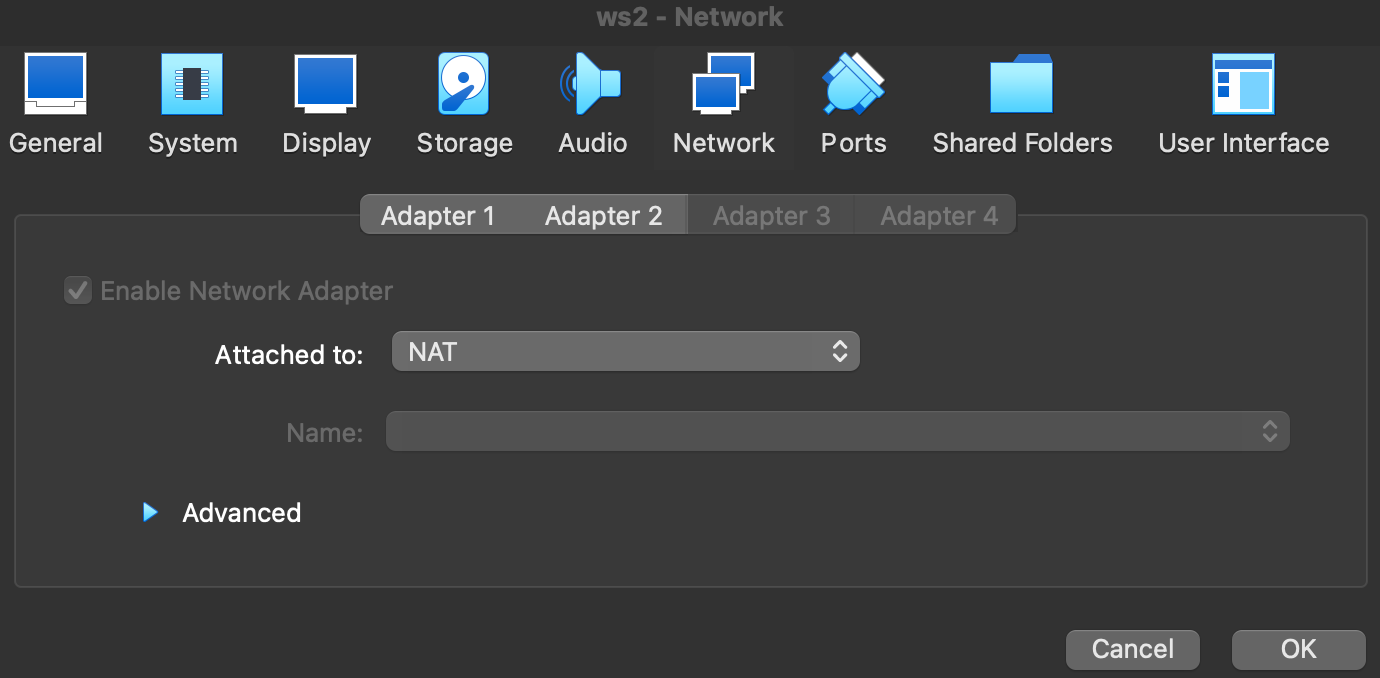 ws2 - Network
General System Display Storage Audio Network Ports Shared Folders User Interface
Adapter 1 Adapter 2 Adapter 3 Adapter 4
Enable Network Adapter
Attached to: NAT
Name:
Advanced
Cancel OK